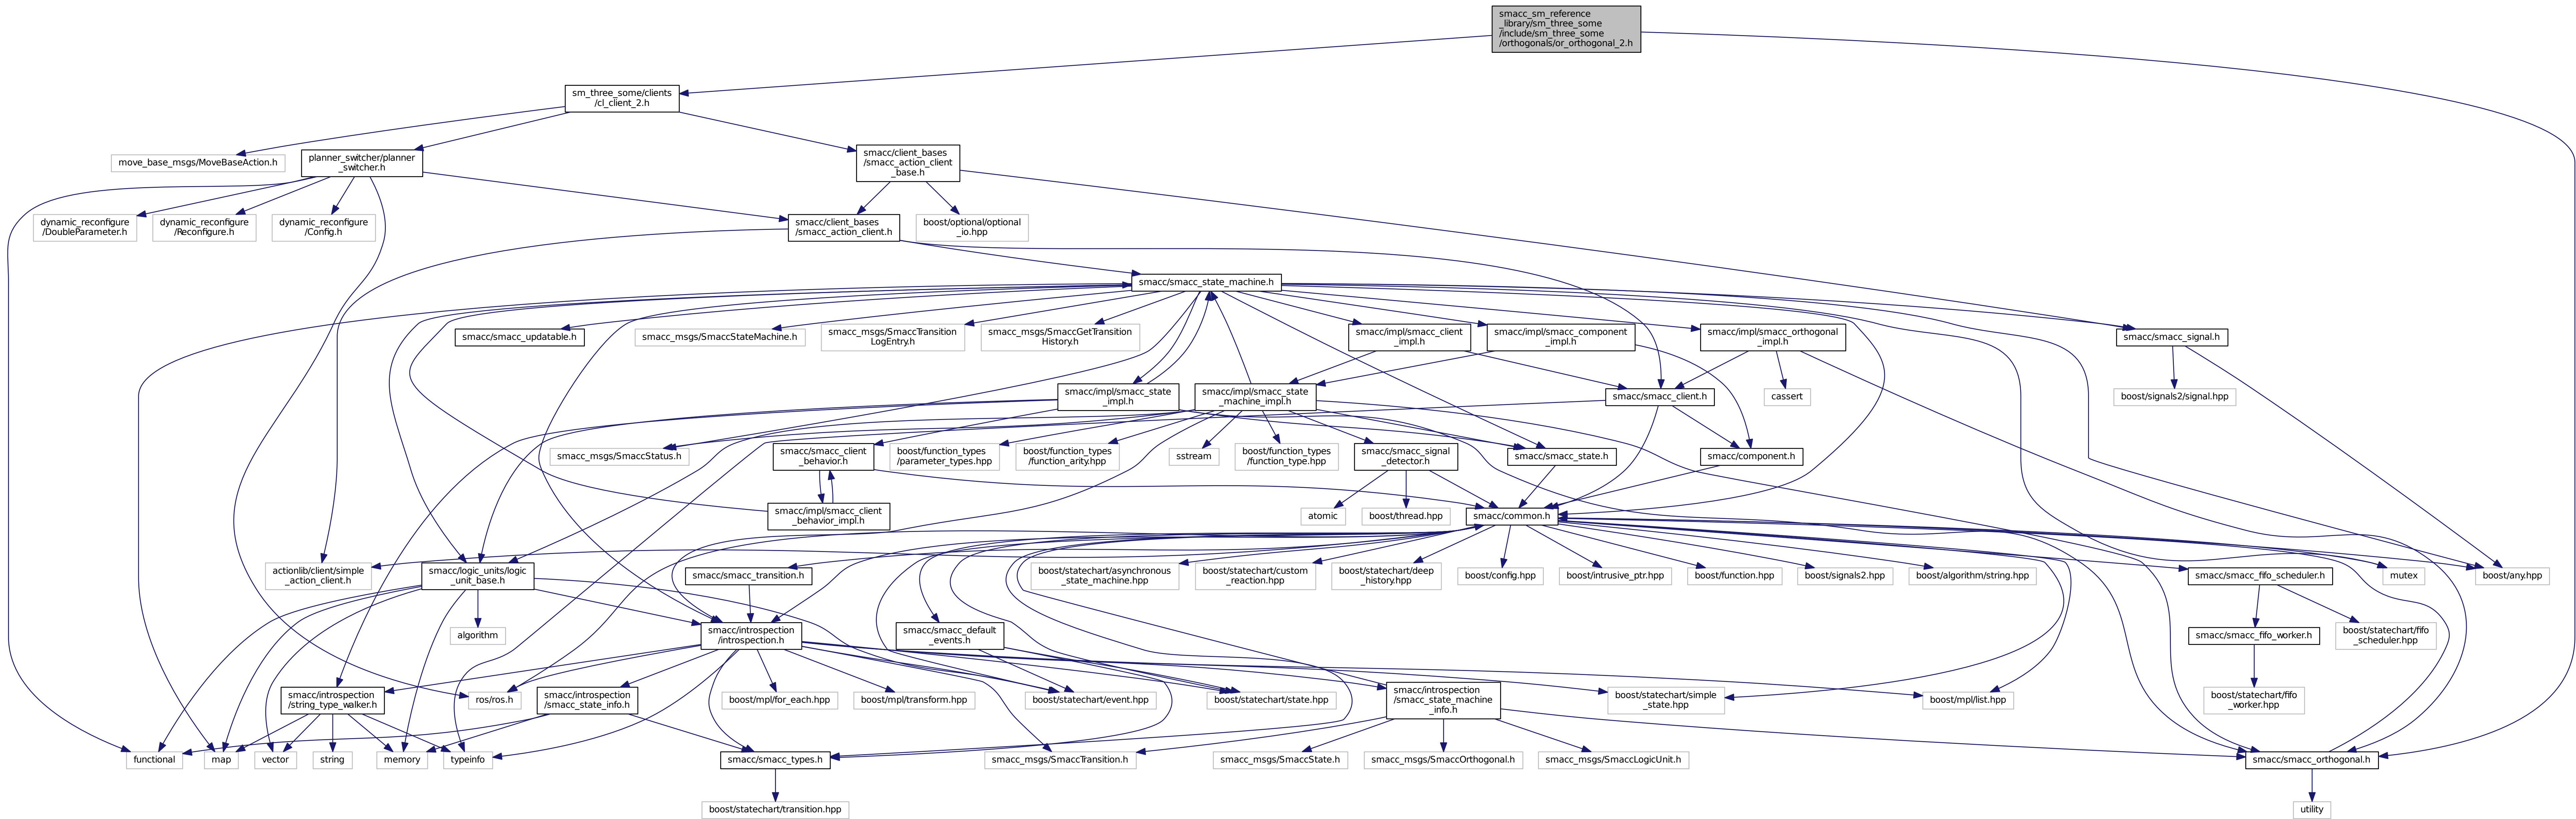 smacc_sm_reference
_library/sm_three_some
/include/sm_three_some
/orthogonals/or_orthogonal_2.h
sm_three_some/clients
/cl_client_2.h
move_base_msgs/MoveBaseAction.h
planner_switcher/planner
_switcher.h
smacc/client_bases
/smacc_action_client
_base.h
dynamic_reconfigure
/DoubleParameter.h
dynamic_reconfigure
/Reconfigure.h
dynamic_reconfigure
/Config.h
smacc/client_bases
/smacc_action_client.h
boost/optional/optional
_io.hpp
smacc/smacc_state_machine.h
smacc/smacc_updatable.h
smacc_msgs/SmaccStateMachine.h
smacc_msgs/SmaccTransition
LogEntry.h
smacc_msgs/SmaccGetTransition
History.h
smacc/impl/smacc_client
_impl.h
smacc/impl/smacc_component
_impl.h
smacc/impl/smacc_orthogonal
_impl.h
smacc/smacc_signal.h
smacc/impl/smacc_state
_impl.h
smacc/impl/smacc_state
_machine_impl.h
smacc/smacc_client.h
cassert
boost/signals2/signal.hpp
smacc_msgs/SmaccStatus.h
smacc/smacc_client
_behavior.h
boost/function_types
/parameter_types.hpp
boost/function_types
/function_arity.hpp
sstream
boost/function_types
/function_type.hpp
smacc/smacc_signal
_detector.h
smacc/smacc_state.h
smacc/component.h
smacc/impl/smacc_client
_behavior_impl.h
atomic
boost/thread.hpp
smacc/common.h
actionlib/client/simple
_action_client.h
smacc/logic_units/logic
_unit_base.h
smacc/smacc_transition.h
boost/statechart/asynchronous
_state_machine.hpp
boost/statechart/custom
_reaction.hpp
boost/statechart/deep
_history.hpp
boost/config.hpp
boost/intrusive_ptr.hpp
boost/function.hpp
boost/signals2.hpp
boost/algorithm/string.hpp
smacc/smacc_fifo_scheduler.h
mutex
boost/any.hpp
algorithm
smacc/introspection
/introspection.h
smacc/smacc_default
_events.h
smacc/smacc_fifo_worker.h
boost/statechart/fifo
_scheduler.hpp
smacc/introspection
/string_type_walker.h
ros/ros.h
smacc/introspection
/smacc_state_info.h
boost/mpl/for_each.hpp
boost/mpl/transform.hpp
boost/statechart/event.hpp
boost/statechart/state.hpp
smacc/introspection
/smacc_state_machine
_info.h
boost/statechart/simple
_state.hpp
boost/mpl/list.hpp
boost/statechart/fifo
_worker.hpp
functional
map
vector
string
memory
typeinfo
smacc/smacc_types.h
smacc_msgs/SmaccTransition.h
smacc_msgs/SmaccState.h
smacc_msgs/SmaccOrthogonal.h
smacc_msgs/SmaccLogicUnit.h
smacc/smacc_orthogonal.h
boost/statechart/transition.hpp
utility